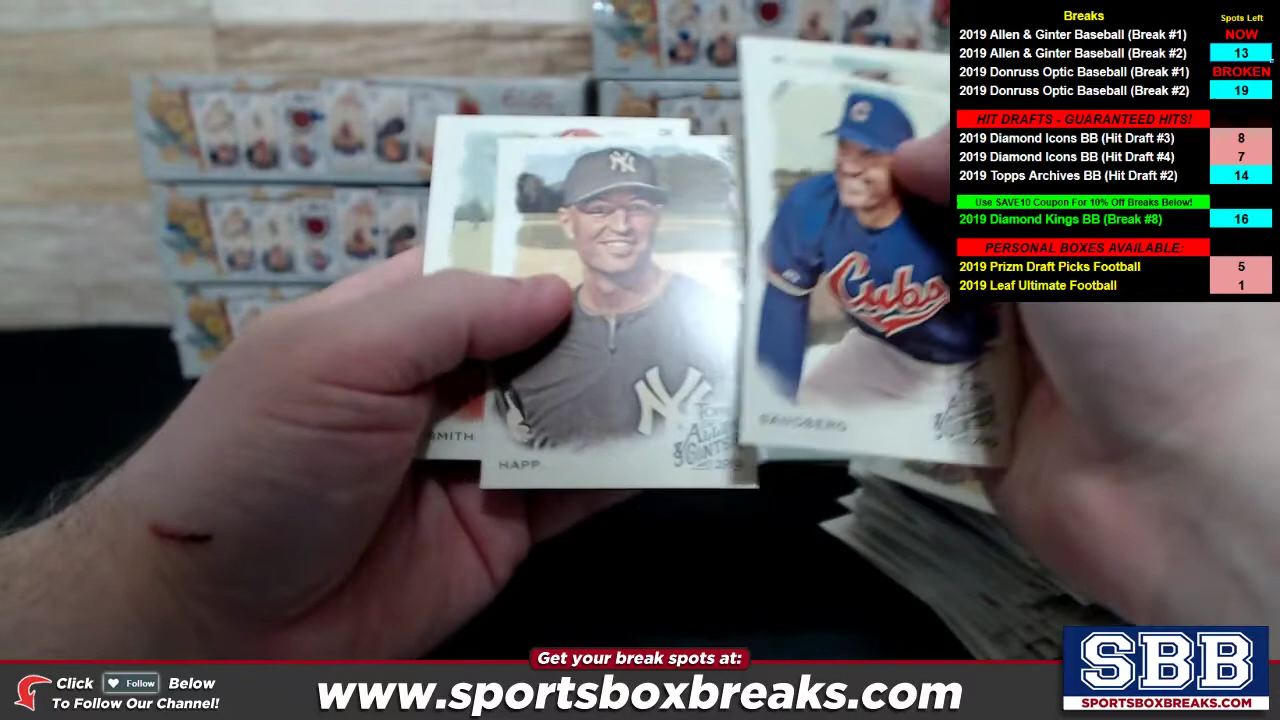 Breaks Spots Left
2019 Allen & Ginter Baseball (Break #1) NOW
2019 Allen & Ginter Baseball (Break #2) 13
2019 Donruss Optic Baseball (Break #1) BROKEN
2019 Donruss Optic Baseball (Break #2) 19
HIT DRAFTS - GUARANTEED HITS!
2019 Diamond Icons BB (Hit Draft #3) 8
2019 Diamond Icons BB (Hit Draft #4) 7
2019 Topps Archives BB (Hit Draft #2) 14
Use SAVE10 Coupon For 10% Off Breaks Below!
2019 Diamond Kings BB (Break #8) 16
PERSONAL BOXES AVAILABLE:
2019 Prizm Draft Picks Football 5
2019 Leaf Ultimate Football 1
C
NY
Cubs
NY
SANDBERG
SMITH
HAPP
Get your break spots at:
www.sportsboxbreaks.com
Click Follow Below
To Follow Our Channel!
SBB
SPORTSBOXBREAKS.COM